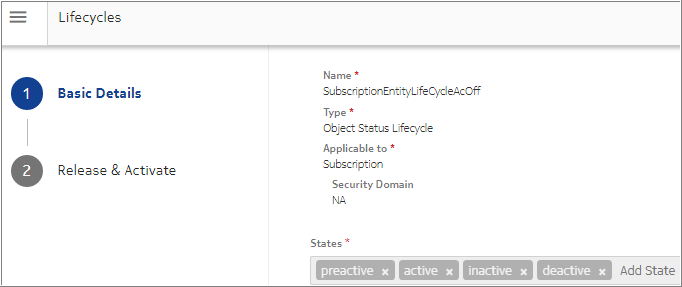 Lifecycles
1 Basic Details
2 Release & Activate
Name *
SubscriptionEntityLifeCycleAcOff
Type *
Object Status Lifecycle
Applicable to *
Subscription
Security Domain
NA
States *
preactive × active × inactive × deactive × Add State